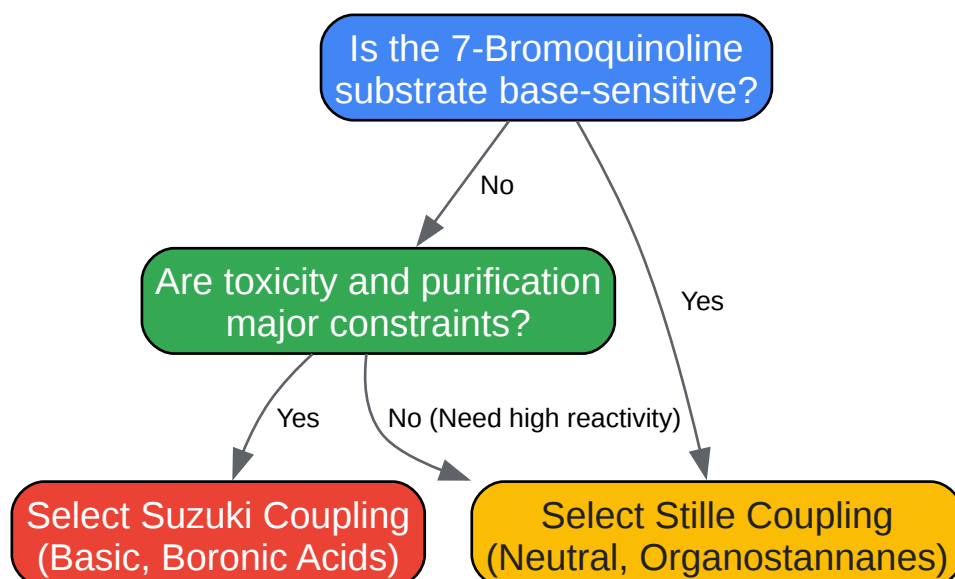 Is the 7-Bromoquinoline
substrate base-sensitive?
No
Are toxicity and purification
major constraints?
Yes
Yes
No (Need high reactivity)
Select Suzuki Coupling
(Basic, Boronic Acids)
Select Stille Coupling
(Neutral, Organostannanes)